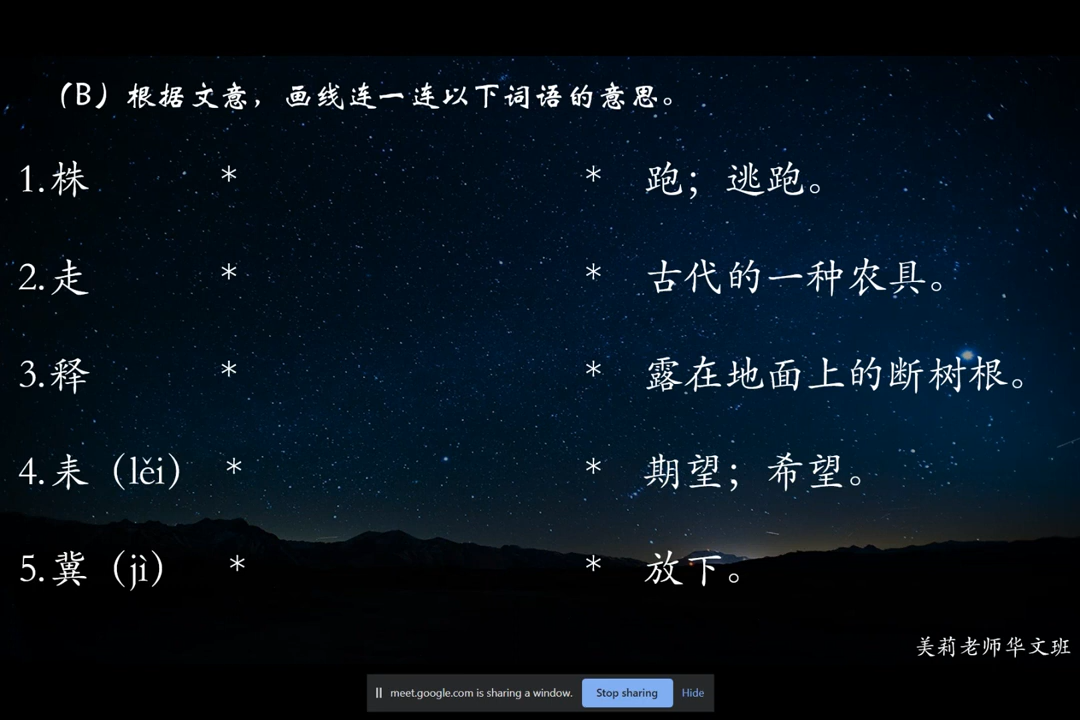 （B）根据文意，画线连一连以下词语的意思。
1.株 * * 跑；逃跑。
2.走 * * 古代的一种农具。
3.释 * * 露在地面上的断树根。
4.耒（lěi） * * 期望；希望。
5.冀（jì） * * 放下。
美莉老师华文班
meet.google.com is sharing a window. Stop sharing Hide